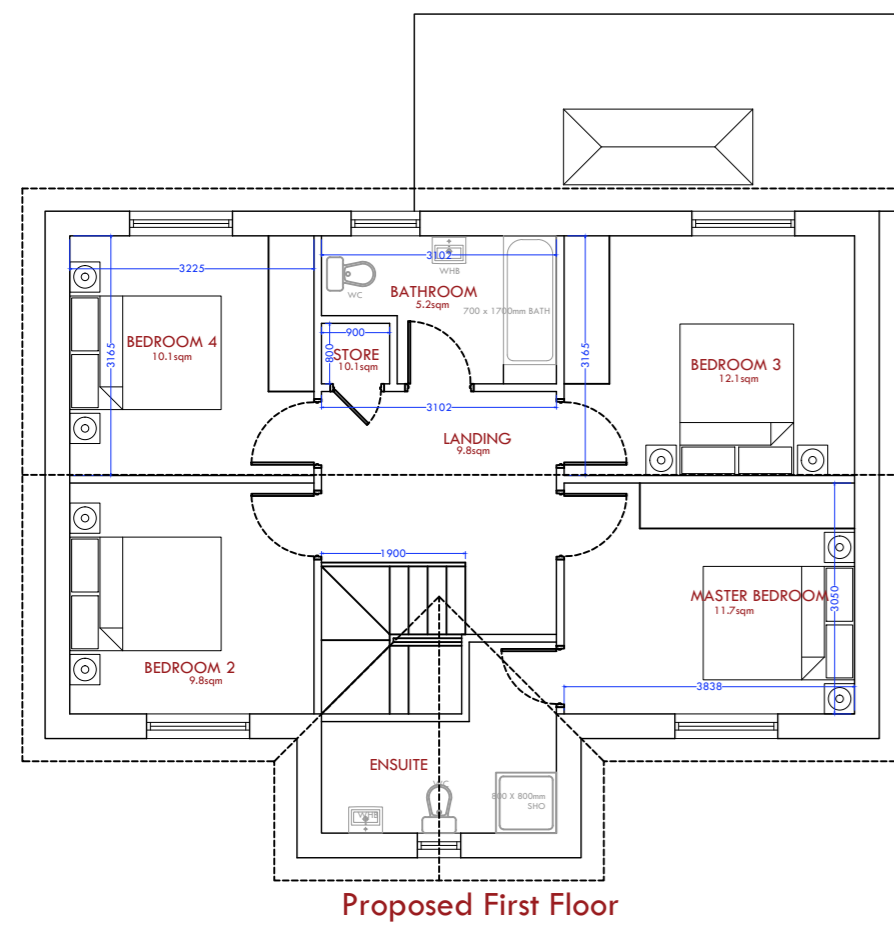 3225
3102
WHB
WC
BATHROOM
5.2sqm
700 x 1700mm BATH
BEDROOM 4
10.1sqm
3165
900
800
STORE
10.1sqm
3165
BEDROOM 3
12.1sqm
3102
LANDING
9.8sqm
1900
MASTER BEDROOM
11.7sqm
3050
BEDROOM 2
9.8sqm
3838
ENSUITE
WC
800 X 800mm
SHO
WHB
Proposed First Floor